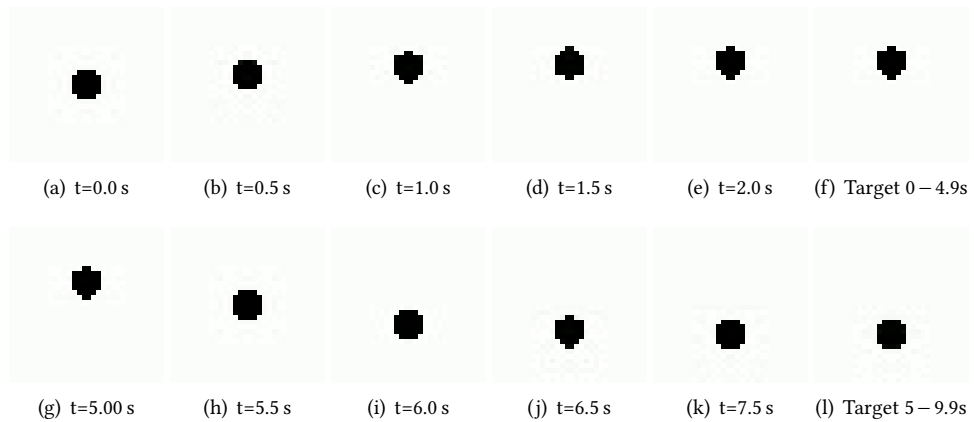 (a) t=0.0 s (b) t=0.5 s (c) t=1.0 s (d) t=1.5 s (e) t=2.0 s (f) Target 0−4.9s
(g) t=5.00 s (h) t=5.5 s (i) t=6.0 s (j) t=6.5 s (k) t=7.5 s (l) Target 5−9.9s